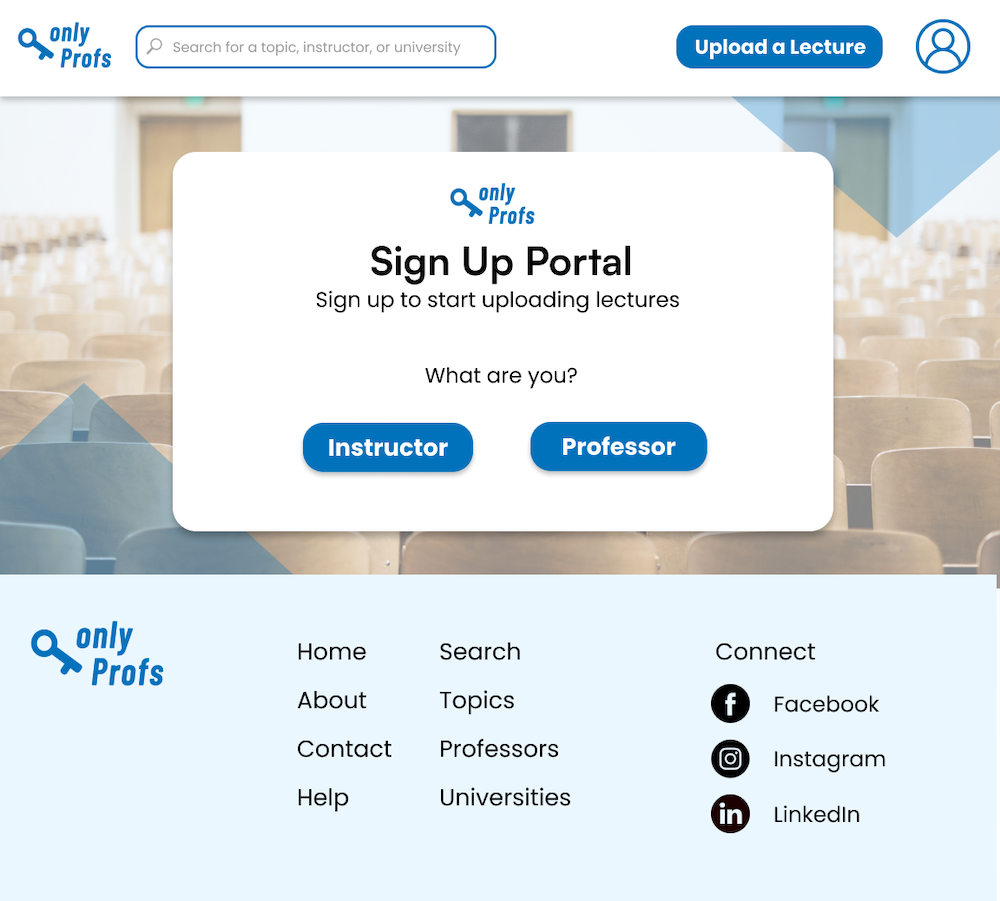 only
Profs
Search for a topic, instructor, or university
Upload a Lecture
only
Profs
Sign Up Portal
Sign up to start uploading lectures
What are you?
Instructor
Professor
only
Profs
Home
Search
Connect
About
Topics
Facebook
Contact
Professors
Instagram
Help
Universities
LinkedIn